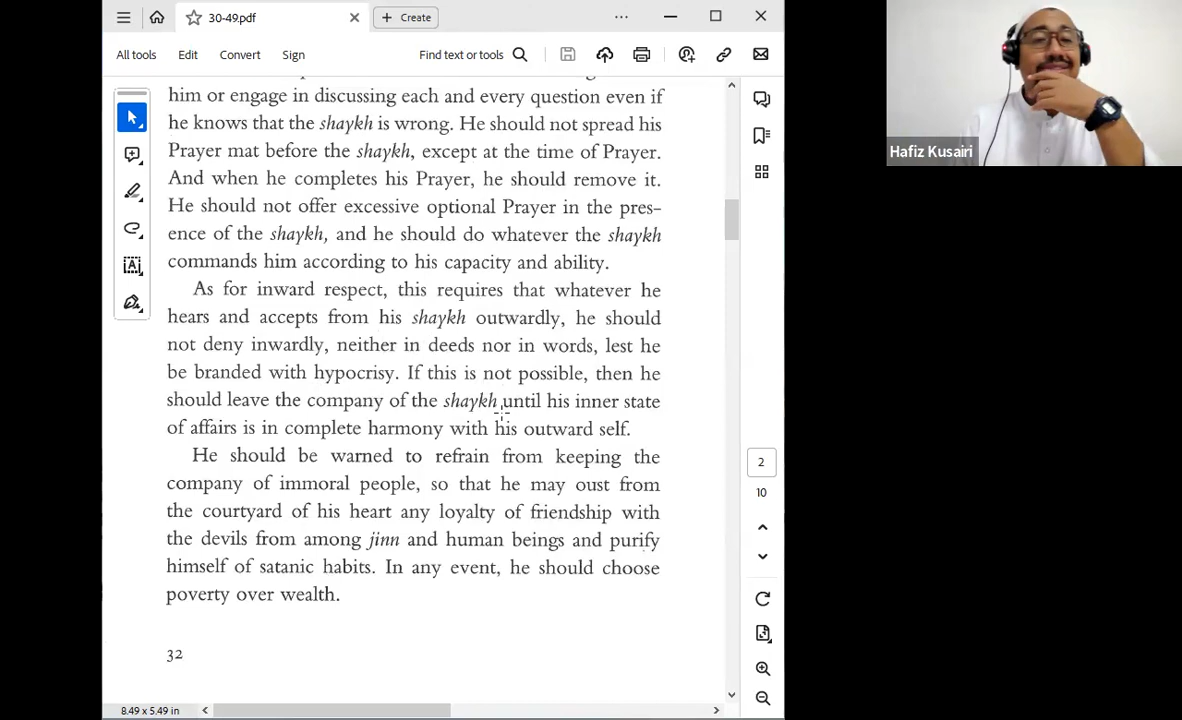 30-49.pdf
Create
All tools
Edit
Convert
Sign
Find text or tools
him or engage in discussing each and every question even if
he knows that the shaykh is wrong. He should not spread his
Prayer mat before the shaykh, except at the time of Prayer.
And when he completes his Prayer, he should remove it.
He should not offer excessive optional Prayer in the pres-
ence of the shaykh, and he should do whatever the shaykh
commands him according to his capacity and ability.
As for inward respect, this requires that whatever he
hears and accepts from his shaykh outwardly, he should
not deny inwardly, neither in deeds nor in words, lest he
be branded with hypocrisy. If this is not possible, then he
should leave the company of the shaykh until his inner state
of affairs is in complete harmony with his outward self.
He should be warned to refrain from keeping the
company of immoral people, so that he may oust from
the courtyard of his heart any loyalty of friendship with
the devils from among jinn and human beings and purify
himself of satanic habits. In any event, he should choose
poverty over wealth.
32
8.49 x 5.49 in
2
10
Hafiz Kusairi